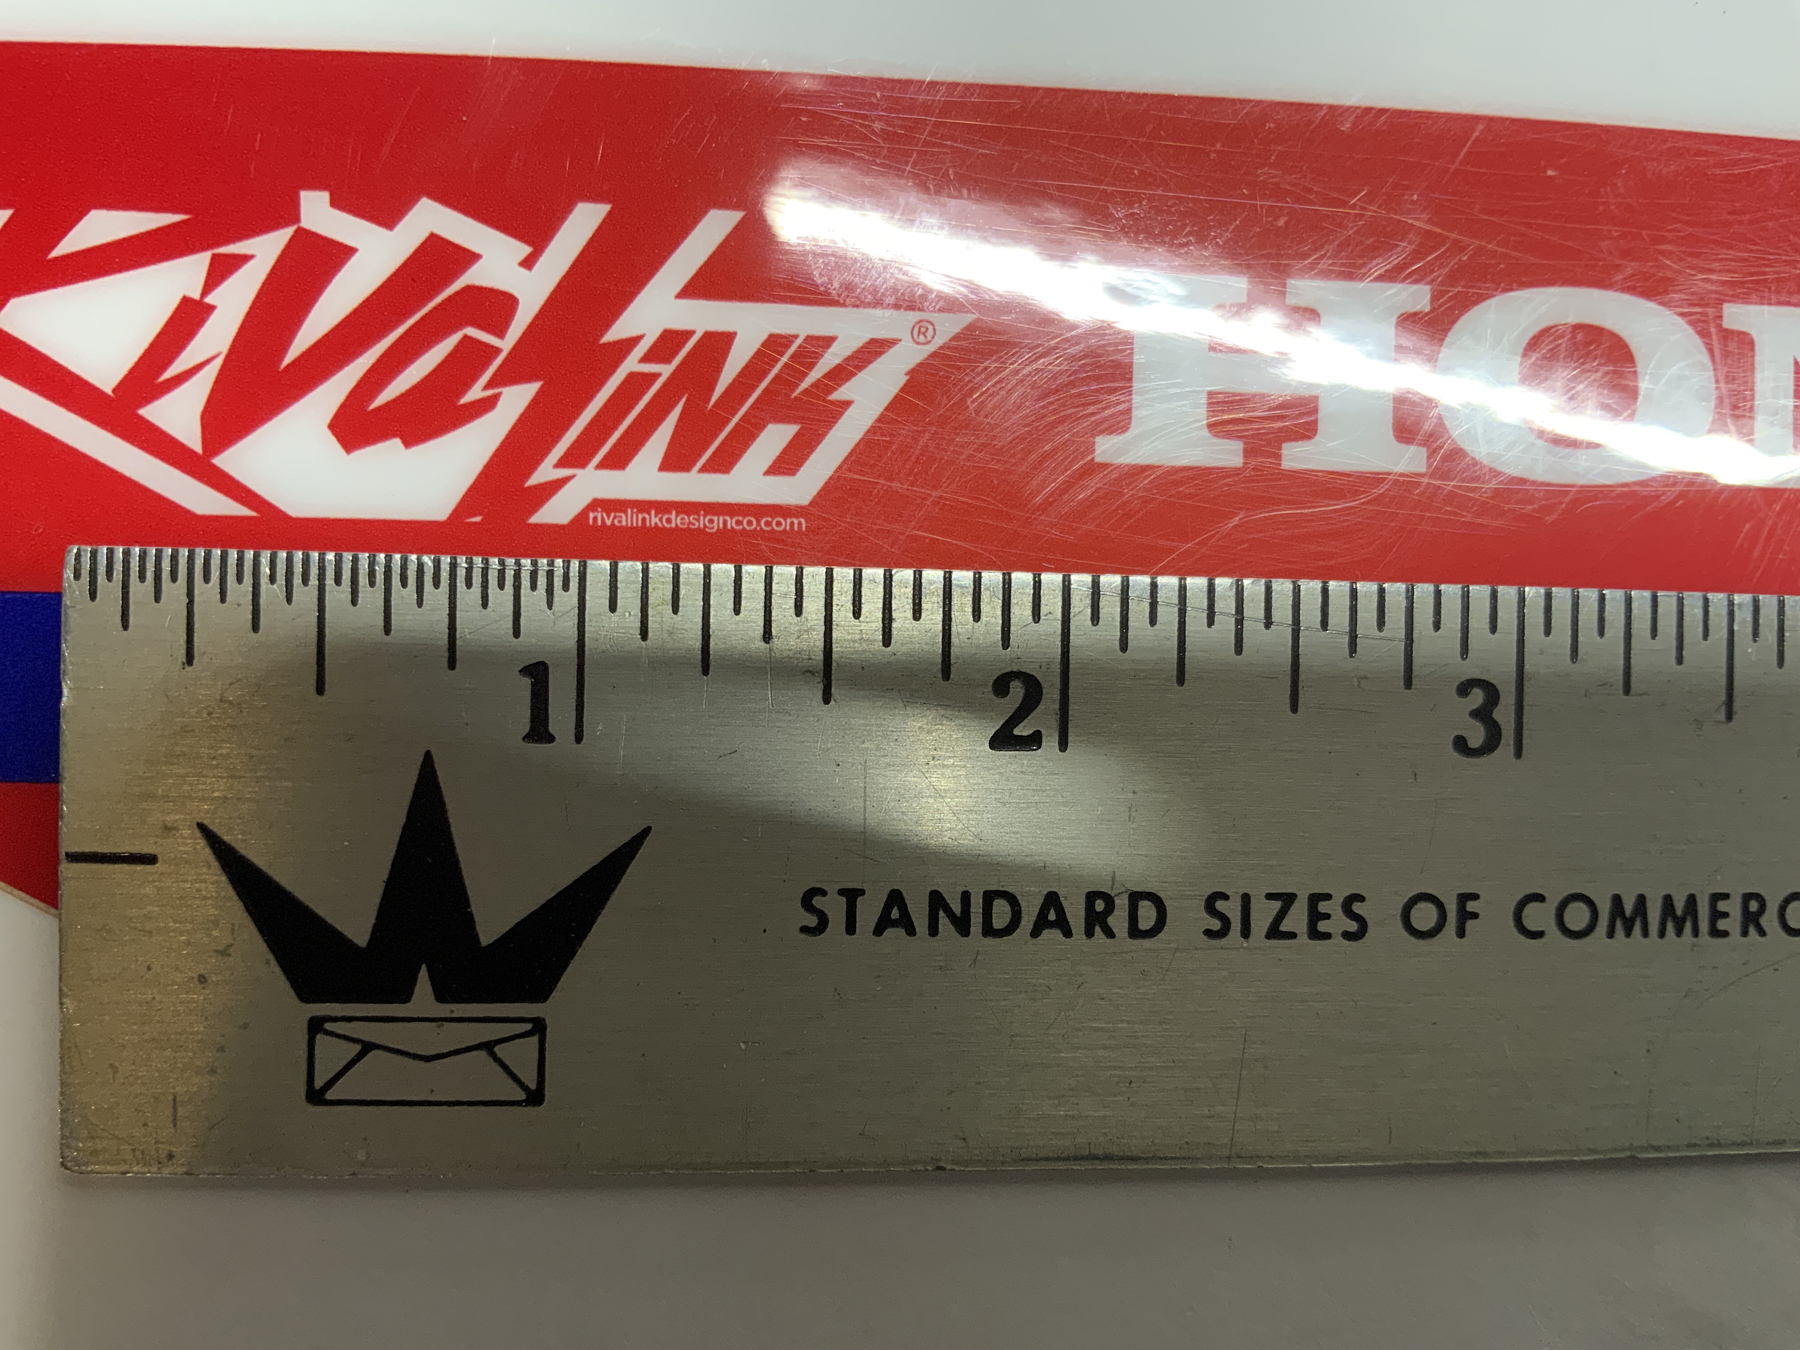 Rivalink®
HON
rivalinkdesignco.com
1 2 3
STANDARD SIZES OF COMMERC